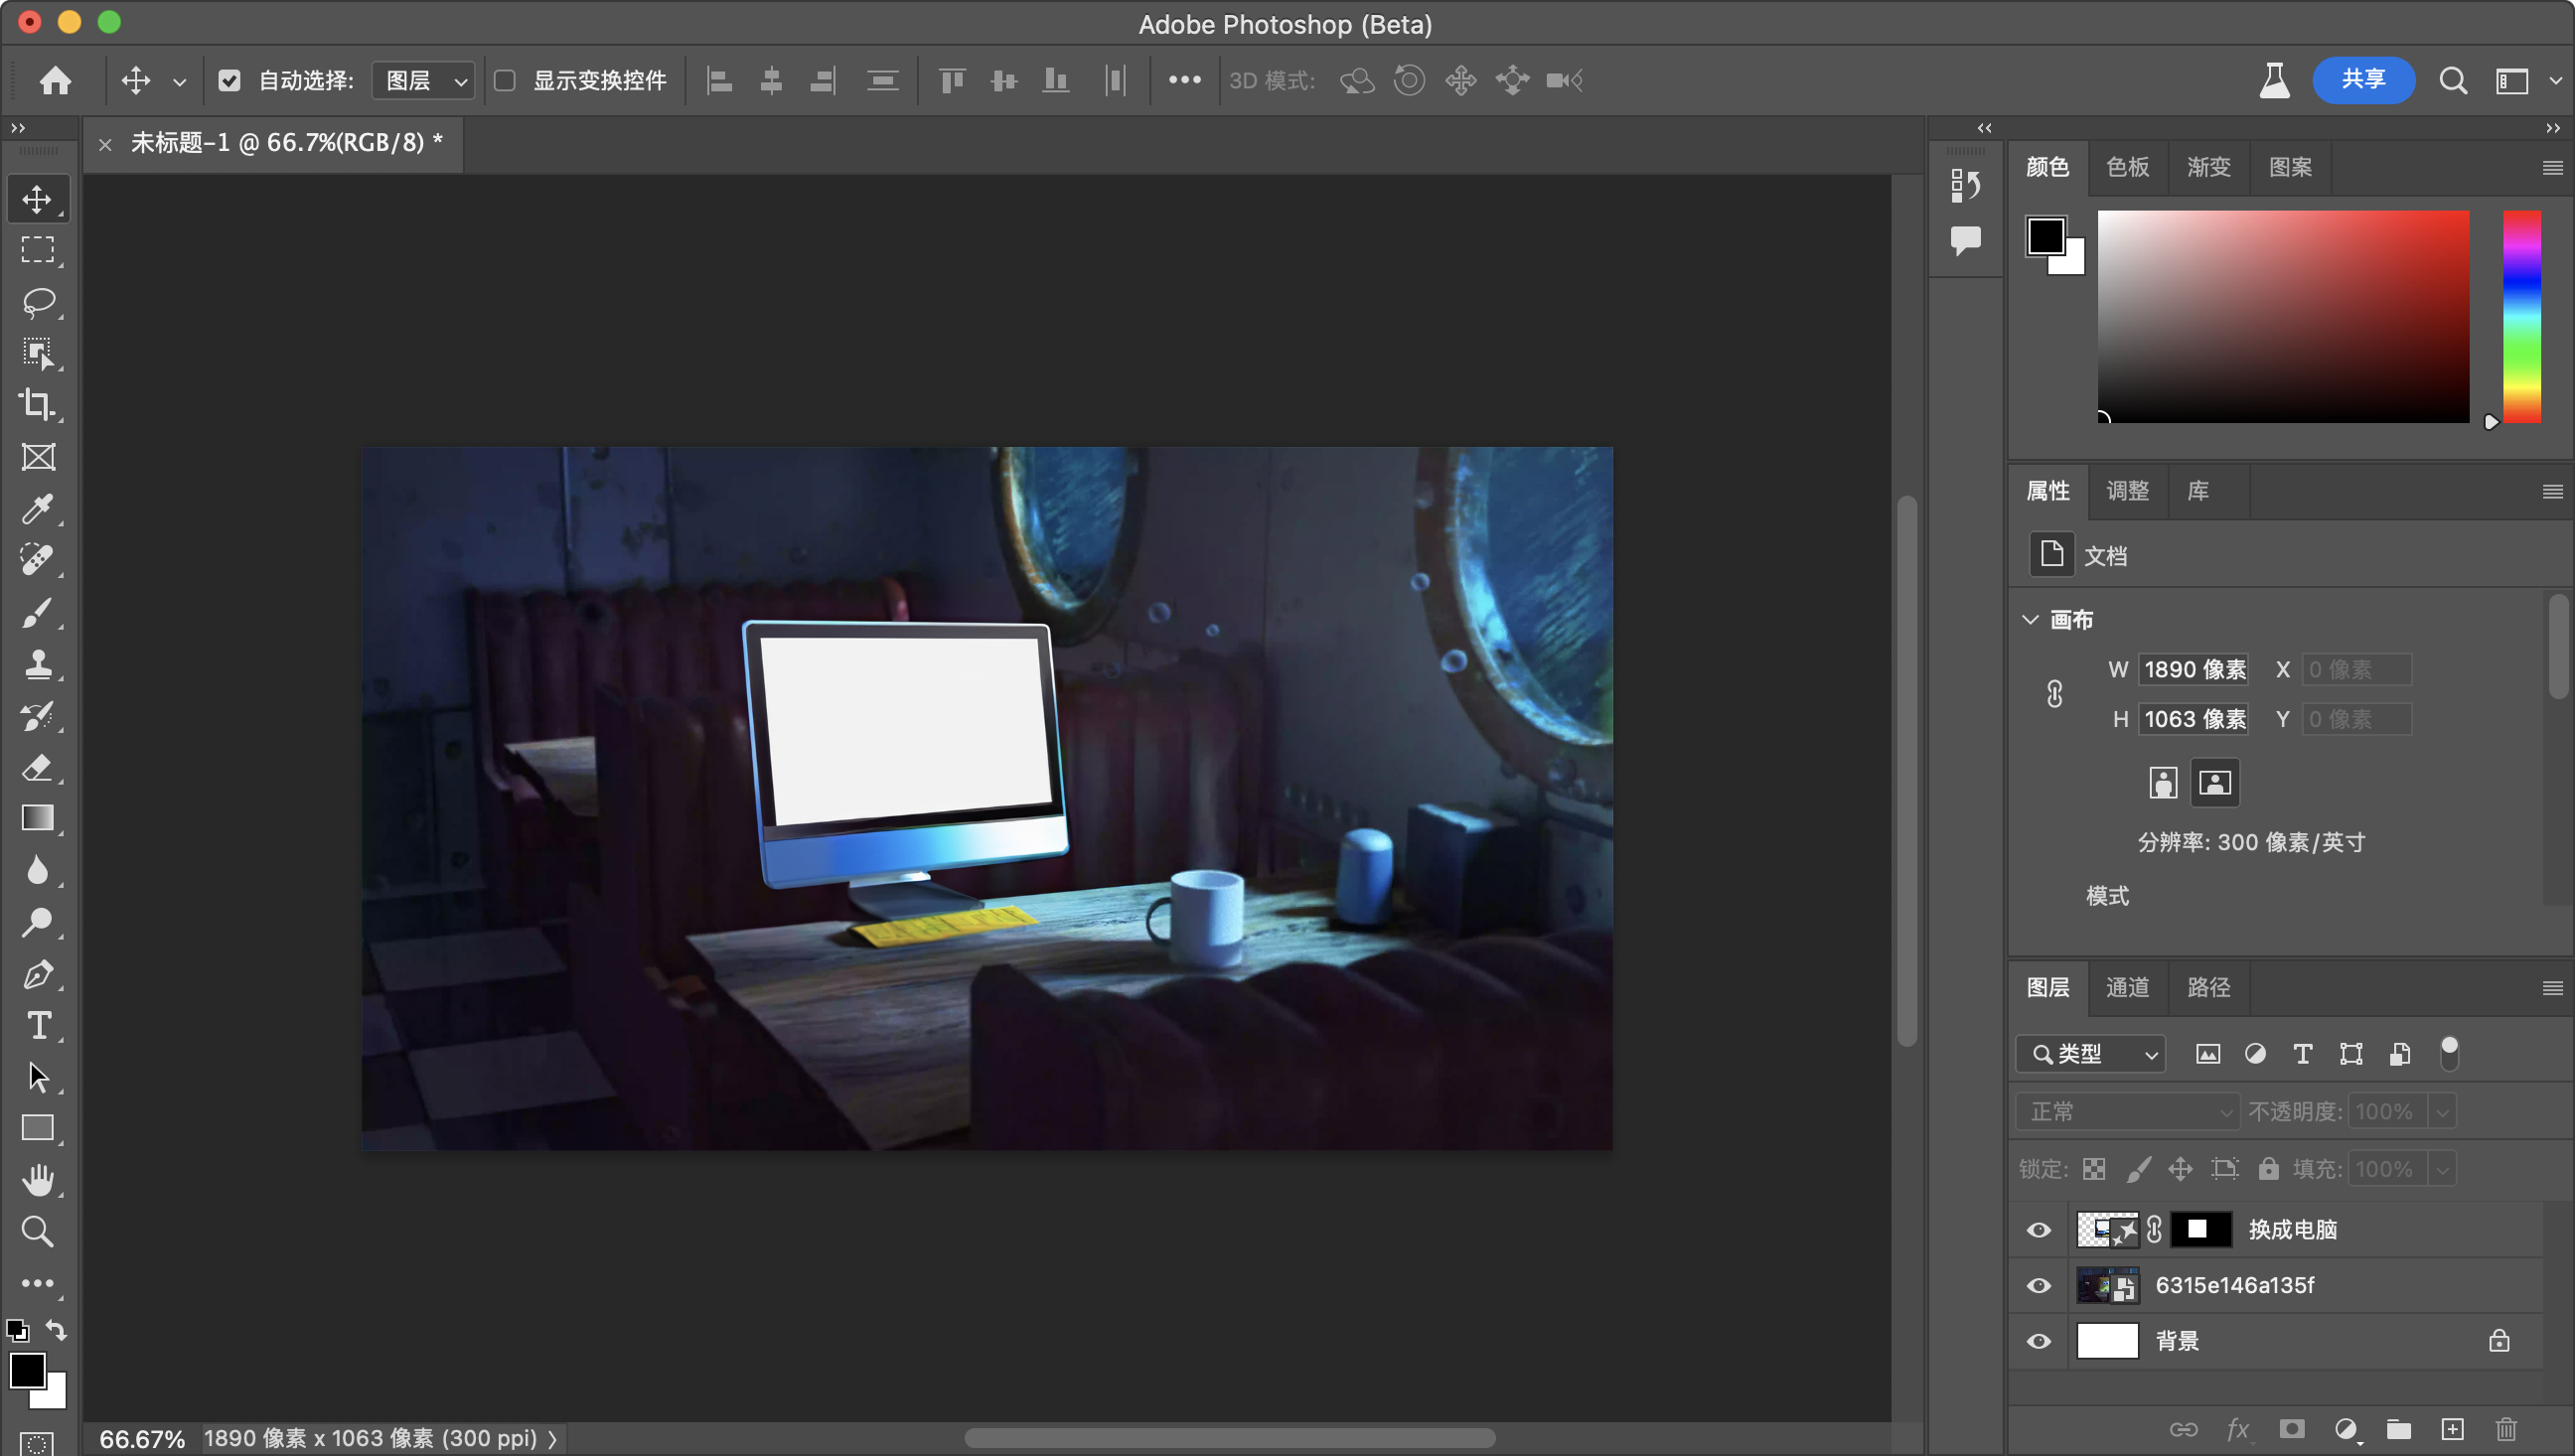 Adobe Photoshop (Beta)
自动选择: 图层 显示变换控件 3D 模式: 共享
未标题-1 @ 66.7%(RGB/8) *
颜色 色板 渐变 图案
属性 调整 库
文档
画布
W 1890 像素 X 0 像素
H 1063 像素 Y 0 像素
分辨率: 300 像素/英寸
模式
图层 通道 路径
类型
正常 不透明度: 100%
锁定: 填充: 100%
换成电脑
6315e146a135f
背景
fx
66.67% 1890 像素 x 1063 像素 (300 ppi)